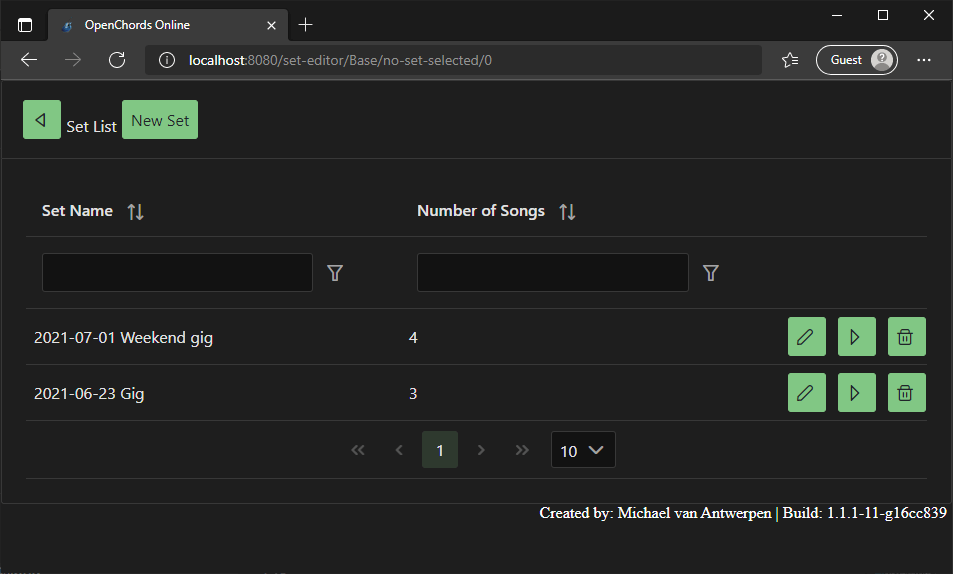 OpenChords Online
localhost:8080/set-editor/Base/no-set-selected/0
Guest
Set List New Set
Set Name Number of Songs
2021-07-01 Weekend gig 4
2021-06-23 Gig 3
1 10
Created by: Michael van Antwerpen | Build: 1.1.1-11-g16cc839